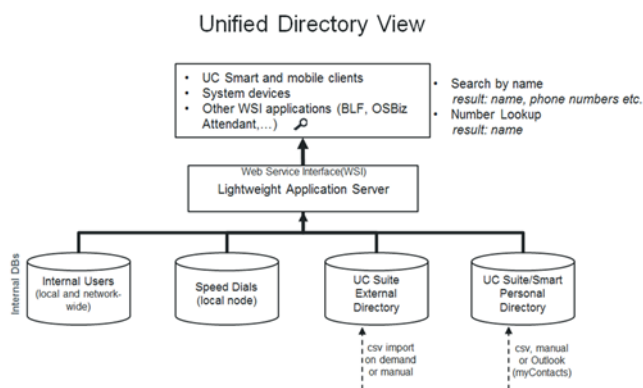 Unified Directory View
• UC Smart and mobile clients
• System devices
• Other WSI applications (BLF, OSBiz
Attendant,…)
• Search by name
result: name, phone numbers etc.
• Number Lookup
result: name
Web Service Interface(WSI)
Lightweight Application Server
Internal DBs
Internal Users
(local and network-
wide)
Speed Dials
(local node)
UC Suite
External
Directory
UC Suite/Smart
Personal
Directory
csv import
on demand
or manual
csv, manual
or Outlook
(myContacts)